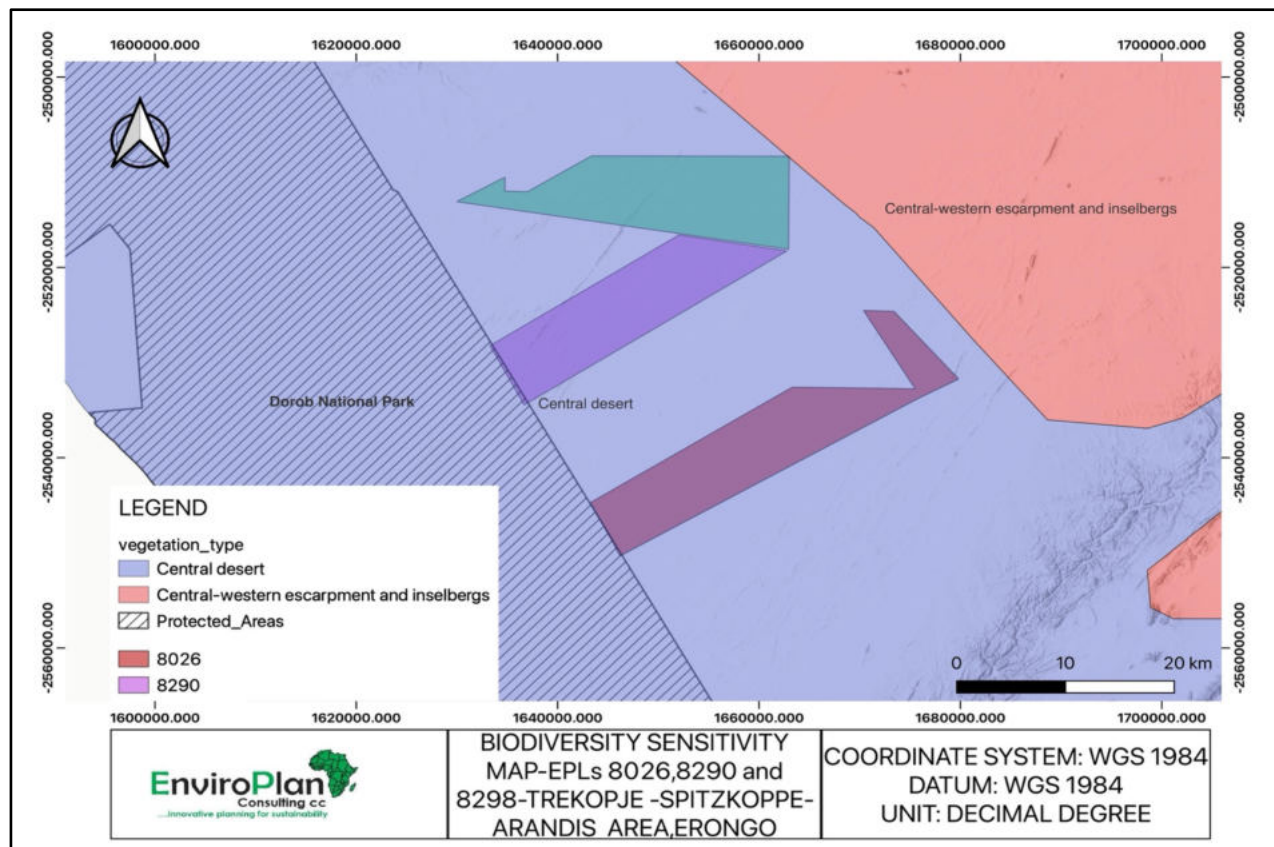 1600000.000 1620000.000 1640000.000 1660000.000 1680000.000 1700000.000
-2500000.000 -2500000.000
Central-western escarpment and inselbergs
-2520000.000 -2520000.000
Dorob National Park Central desert
-2540000.000 -2540000.000
LEGEND
vegetation_type
Central desert
Central-western escarpment and inselbergs
Protected_Areas
8026
8290
-2560000.000 -2560000.000
0 10 20 km
1600000.000 1620000.000 1640000.000 1660000.000 1680000.000 1700000.000
EnviroPlan
Consulting cc
....innovative planning for sustainability
BIODIVERSITY SENSITIVITY
MAP-EPLs 8026,8290 and
8298-TREKOPJE -SPITZKOPPE-
ARANDIS AREA,ERONGO
COORDINATE SYSTEM: WGS 1984
DATUM: WGS 1984
UNIT: DECIMAL DEGREE